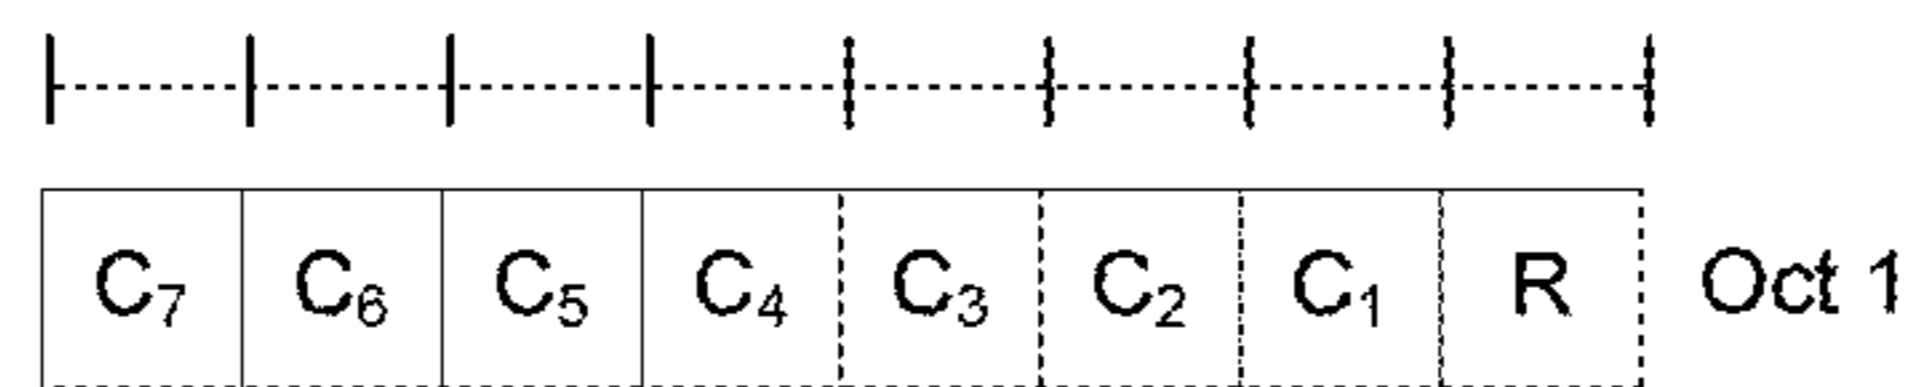 C₇ C₆ C₅ C₄ C₃ C₂ C₁ R Oct 1